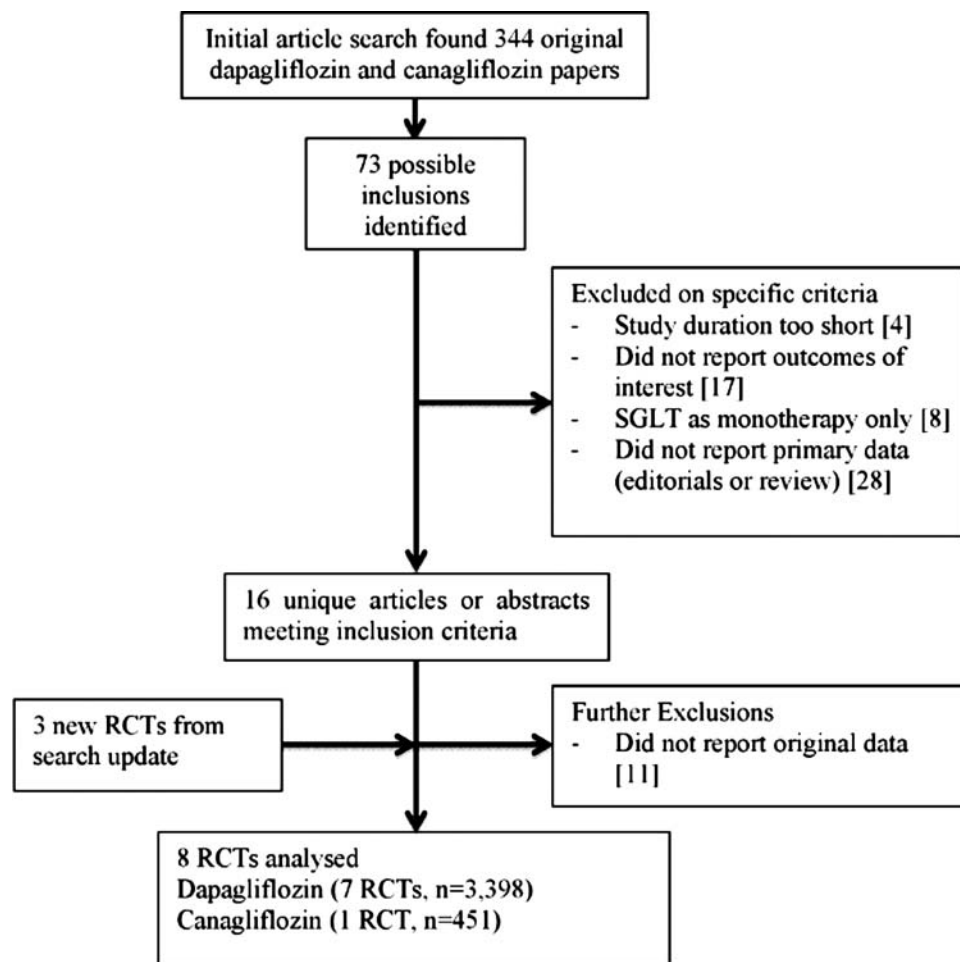 Initial article search found 344 original
dapagliflozin and canagliflozin papers
73 possible
inclusions
identified
Excluded on specific criteria
- Study duration too short [4]
- Did not report outcomes of
interest [17]
- SGLT as monotherapy only [8]
- Did not report primary data
(editorials or review) [28]
16 unique articles or abstracts
meeting inclusion criteria
3 new RCTs from
search update
Further Exclusions
- Did not report original data
[11]
8 RCTs analysed
Dapagliflozin (7 RCTs, n=3,398)
Canagliflozin (1 RCT, n=451)